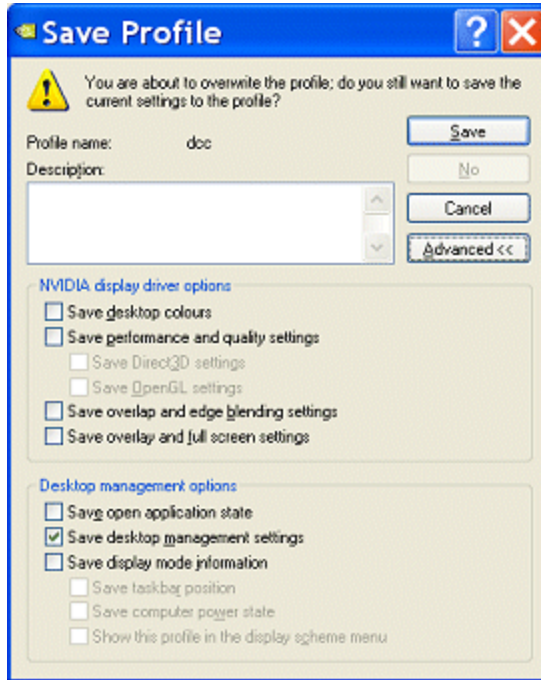 Save Profile
You are about to overwrite the profile; do you still want to save the
current settings to the profile?
Profile name: dcc
Save
Description:
No
Cancel
Advanced <<
NVIDIA display driver options
Save desktop colours
Save performance and quality settings
Save Direct3D settings
Save OpenGL settings
Save overlap and edge blending settings
Save overlay and full screen settings
Desktop management options
Save open application state
Save desktop management settings
Save display mode information
Save taskbar position
Save computer power state
Show this profile in the display scheme menu